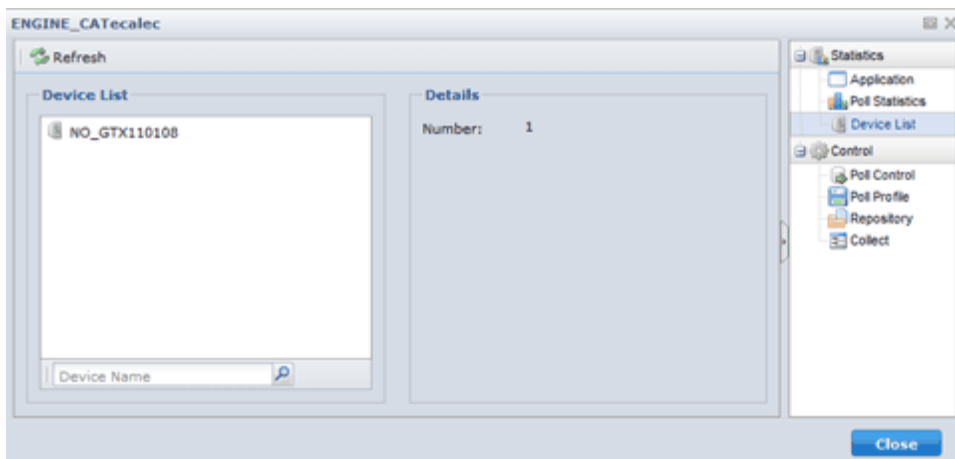 ENGINE_CATecalec
Refresh
Device List
NO_GTX110108
Device Name
Details
Number: 1
Statistics
Application
Poll Statistics
Device List
Control
Poll Control
Poll Profile
Repository
Collect
Close